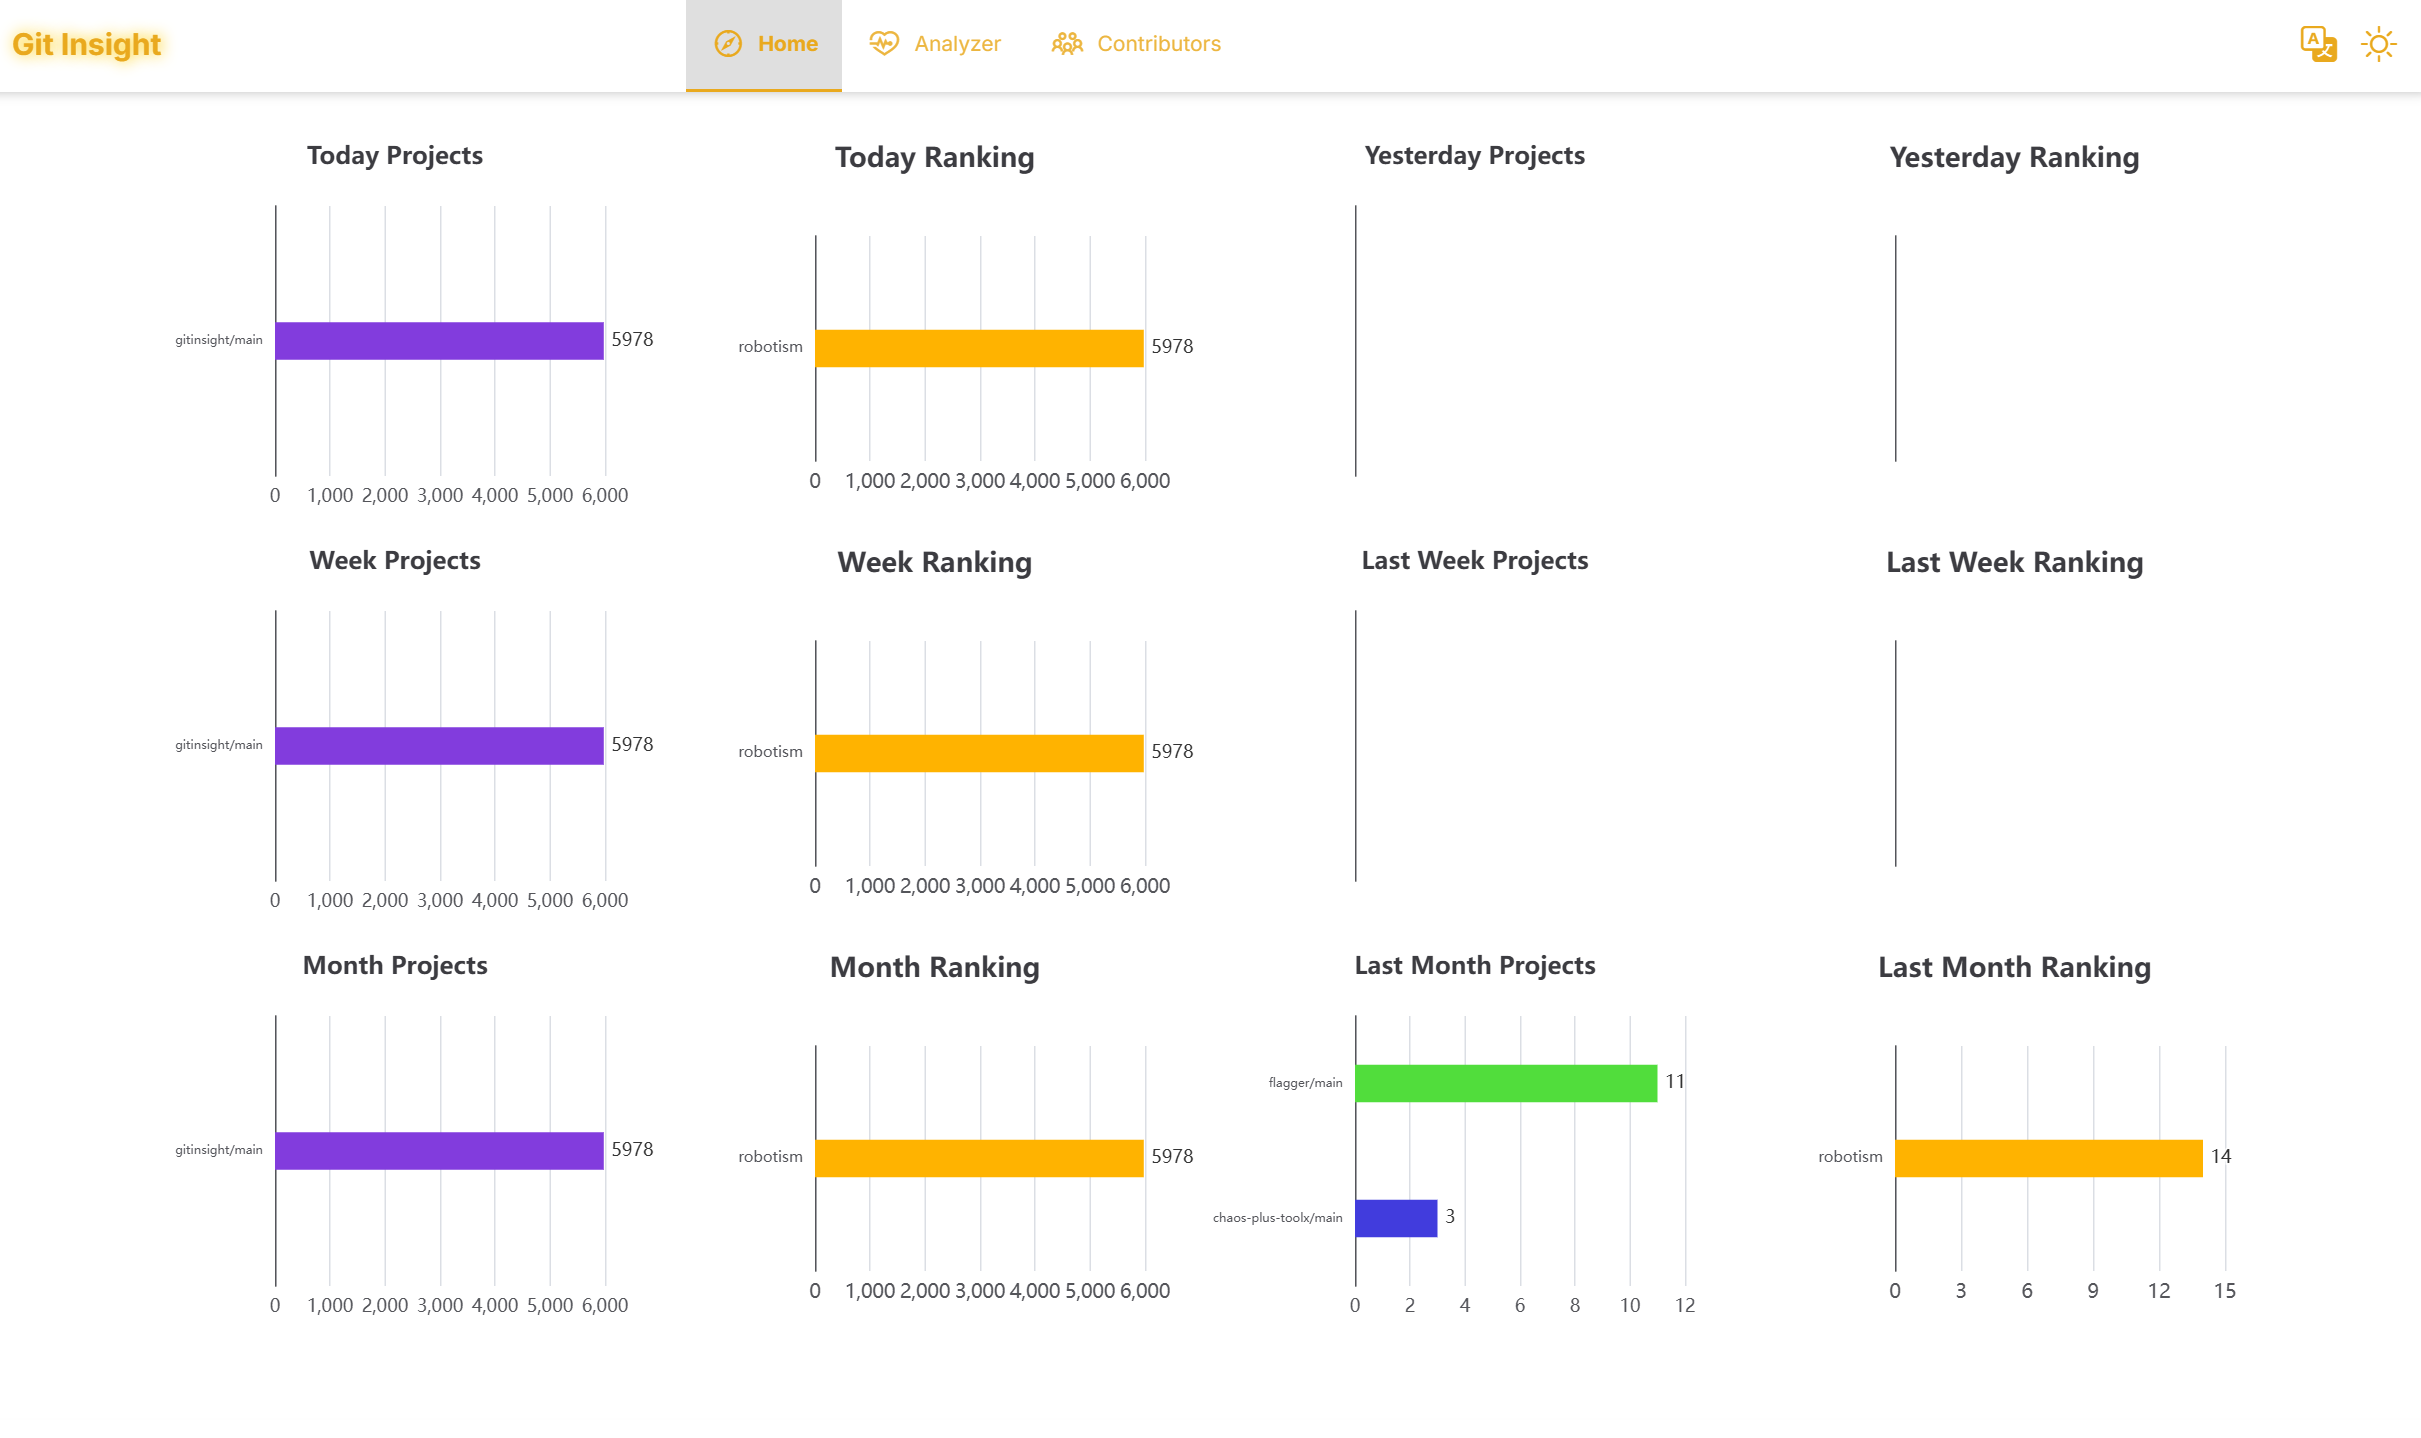 Git Insight
Home
Analyzer
Contributors
A
文
Today Projects
gitinsight/main
5978
0 1,000 2,000 3,000 4,000 5,000 6,000
Today Ranking
robotism
5978
0 1,000 2,000 3,000 4,000 5,000 6,000
Yesterday Projects
Yesterday Ranking
Week Projects
gitinsight/main
5978
0 1,000 2,000 3,000 4,000 5,000 6,000
Week Ranking
robotism
5978
0 1,000 2,000 3,000 4,000 5,000 6,000
Last Week Projects
Last Week Ranking
Month Projects
gitinsight/main
5978
0 1,000 2,000 3,000 4,000 5,000 6,000
Month Ranking
robotism
5978
0 1,000 2,000 3,000 4,000 5,000 6,000
Last Month Projects
flagger/main
11
chaos-plus-toolx/main
3
0 2 4 6 8 10 12
Last Month Ranking
robotism
14
0 3 6 9 12 15